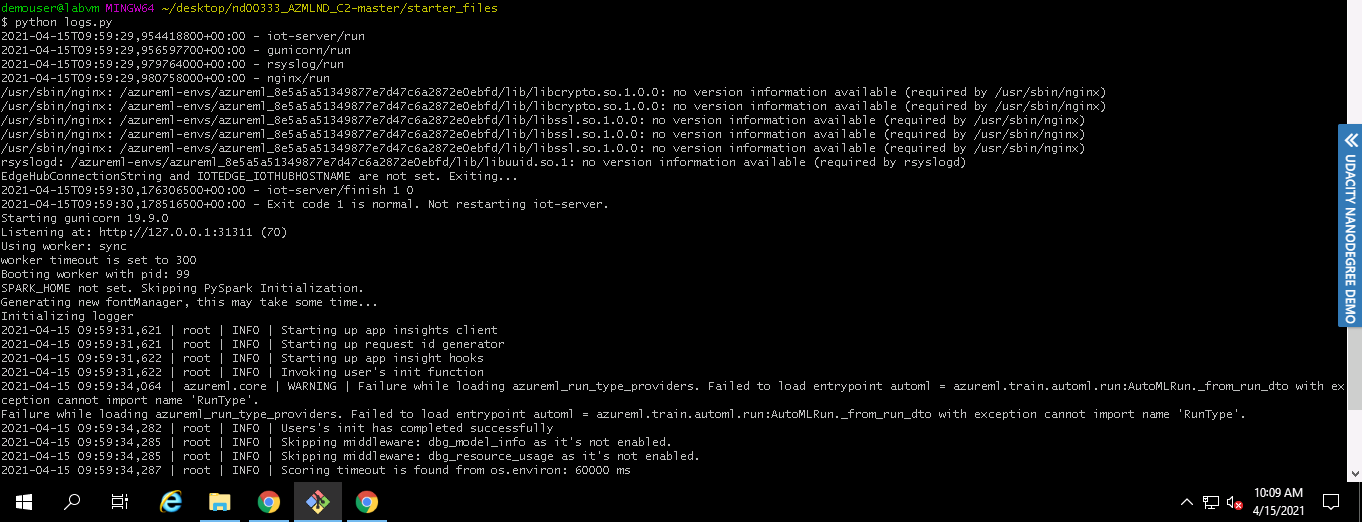 demouser@labvm MINGW64 ~/desktop/nd00333_AZMLND_C2-master/starter_files
$ python logs.py
2021-04-15T09:59:29,954418800+00:00 - iot-server/run
2021-04-15T09:59:29,956597700+00:00 - gunicorn/run
2021-04-15T09:59:29,979764000+00:00 - rsyslog/run
2021-04-15T09:59:29,980758000+00:00 - nginx/run
/usr/sbin/nginx: /azureml-envs/azureml_8e5a5a51349877e7d47c6a2872e0ebfd/lib/libcrypto.so.1.0.0: no version information available (required by /usr/sbin/nginx)
/usr/sbin/nginx: /azureml-envs/azureml_8e5a5a51349877e7d47c6a2872e0ebfd/lib/libcrypto.so.1.0.0: no version information available (required by /usr/sbin/nginx)
/usr/sbin/nginx: /azureml-envs/azureml_8e5a5a51349877e7d47c6a2872e0ebfd/lib/libssl.so.1.0.0: no version information available (required by /usr/sbin/nginx)
/usr/sbin/nginx: /azureml-envs/azureml_8e5a5a51349877e7d47c6a2872e0ebfd/lib/libssl.so.1.0.0: no version information available (required by /usr/sbin/nginx)
/usr/sbin/nginx: /azureml-envs/azureml_8e5a5a51349877e7d47c6a2872e0ebfd/lib/libssl.so.1.0.0: no version information available (required by /usr/sbin/nginx)
rsyslogd: /azureml-envs/azureml_8e5a5a51349877e7d47c6a2872e0ebfd/lib/libuuid.so.1: no version information available (required by rsyslogd)
EdgeHubConnectionString and IOTEDGE_IOTHUBHOSTNAME are not set. Exiting...
2021-04-15T09:59:30,176306500+00:00 - iot-server/finish 1 0
2021-04-15T09:59:30,178516500+00:00 - Exit code 1 is normal. Not restarting iot-server.
Starting gunicorn 19.9.0
Listening at: http://127.0.0.1:31311 (70)
Using worker: sync
worker timeout is set to 300
Booting worker with pid: 99
SPARK_HOME not set. Skipping PySpark Initialization.
Generating new fontManager, this may take some time...
Initializing logger
2021-04-15 09:59:31,621 | root | INFO | Starting up app insights client
2021-04-15 09:59:31,621 | root | INFO | Starting up request id generator
2021-04-15 09:59:31,622 | root | INFO | Starting up app insight hooks
2021-04-15 09:59:31,622 | root | INFO | Invoking user's init function
2021-04-15 09:59:34,064 | azureml.core | WARNING | Failure while loading azureml_run_type_providers. Failed to load entrypoint automl = azureml.train.automl.run:AutoMLRun._from_run_dto with ex
ception cannot import name 'RunType'.
Failure while loading azureml_run_type_providers. Failed to load entrypoint automl = azureml.train.automl.run:AutoMLRun._from_run_dto with exception cannot import name 'RunType'.
2021-04-15 09:59:34,282 | root | INFO | Users's init has completed successfully
2021-04-15 09:59:34,285 | root | INFO | Skipping middleware: dbg_model_info as it's not enabled.
2021-04-15 09:59:34,285 | root | INFO | Skipping middleware: dbg_resource_usage as it's not enabled.
2021-04-15 09:59:34,287 | root | INFO | Scoring timeout is found from os.environ: 60000 ms
UDACITY NANODEGREE DEMO
10:09 AM
4/15/2021